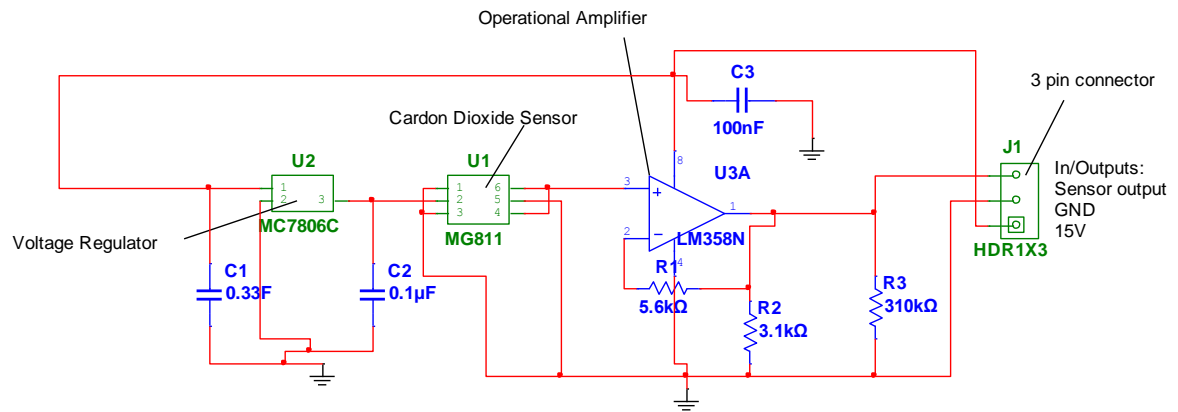 Operational Amplifier
C3
100nF
3 pin connector
Cardon Dioxide Sensor
J1
In/Outputs:
Sensor output
GND
15V
HDR1X3
U2
1
2
3
MC7806C
Voltage Regulator
U1
1
2
3
6
5
4
MG811
8
U3A
3
2
1
4
LM358N
C1
0.33F
C2
0.1µF
R1
5.6kΩ
R2
3.1kΩ
R3
310kΩ